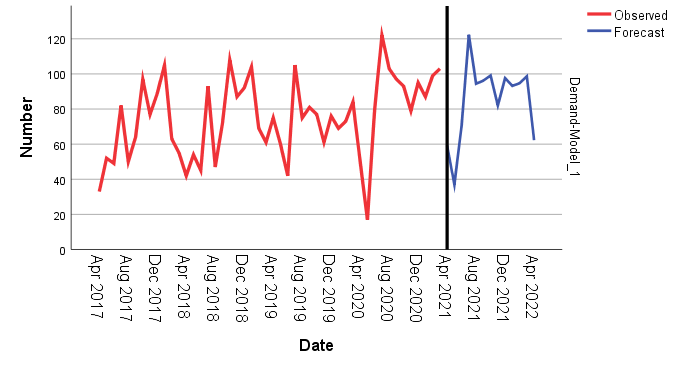 Observed
Forecast
120
100
80
60
40
20
0
Number
Demand-Model_1
Apr 2017
Aug 2017
Dec 2017
Apr 2018
Aug 2018
Dec 2018
Apr 2019
Aug 2019
Dec 2019
Apr 2020
Aug 2020
Dec 2020
Apr 2021
Aug 2021
Dec 2021
Apr 2022
Date